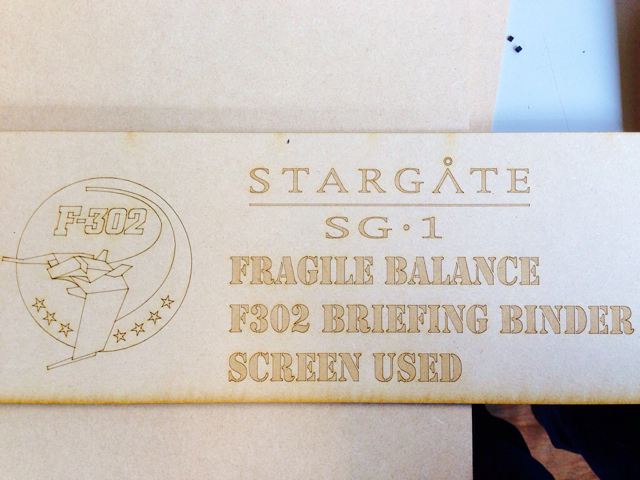 F-302
STARGATE
SG·1
FRAGILE BALANCE
F302 BRIEFING BINDER
SCREEN USED